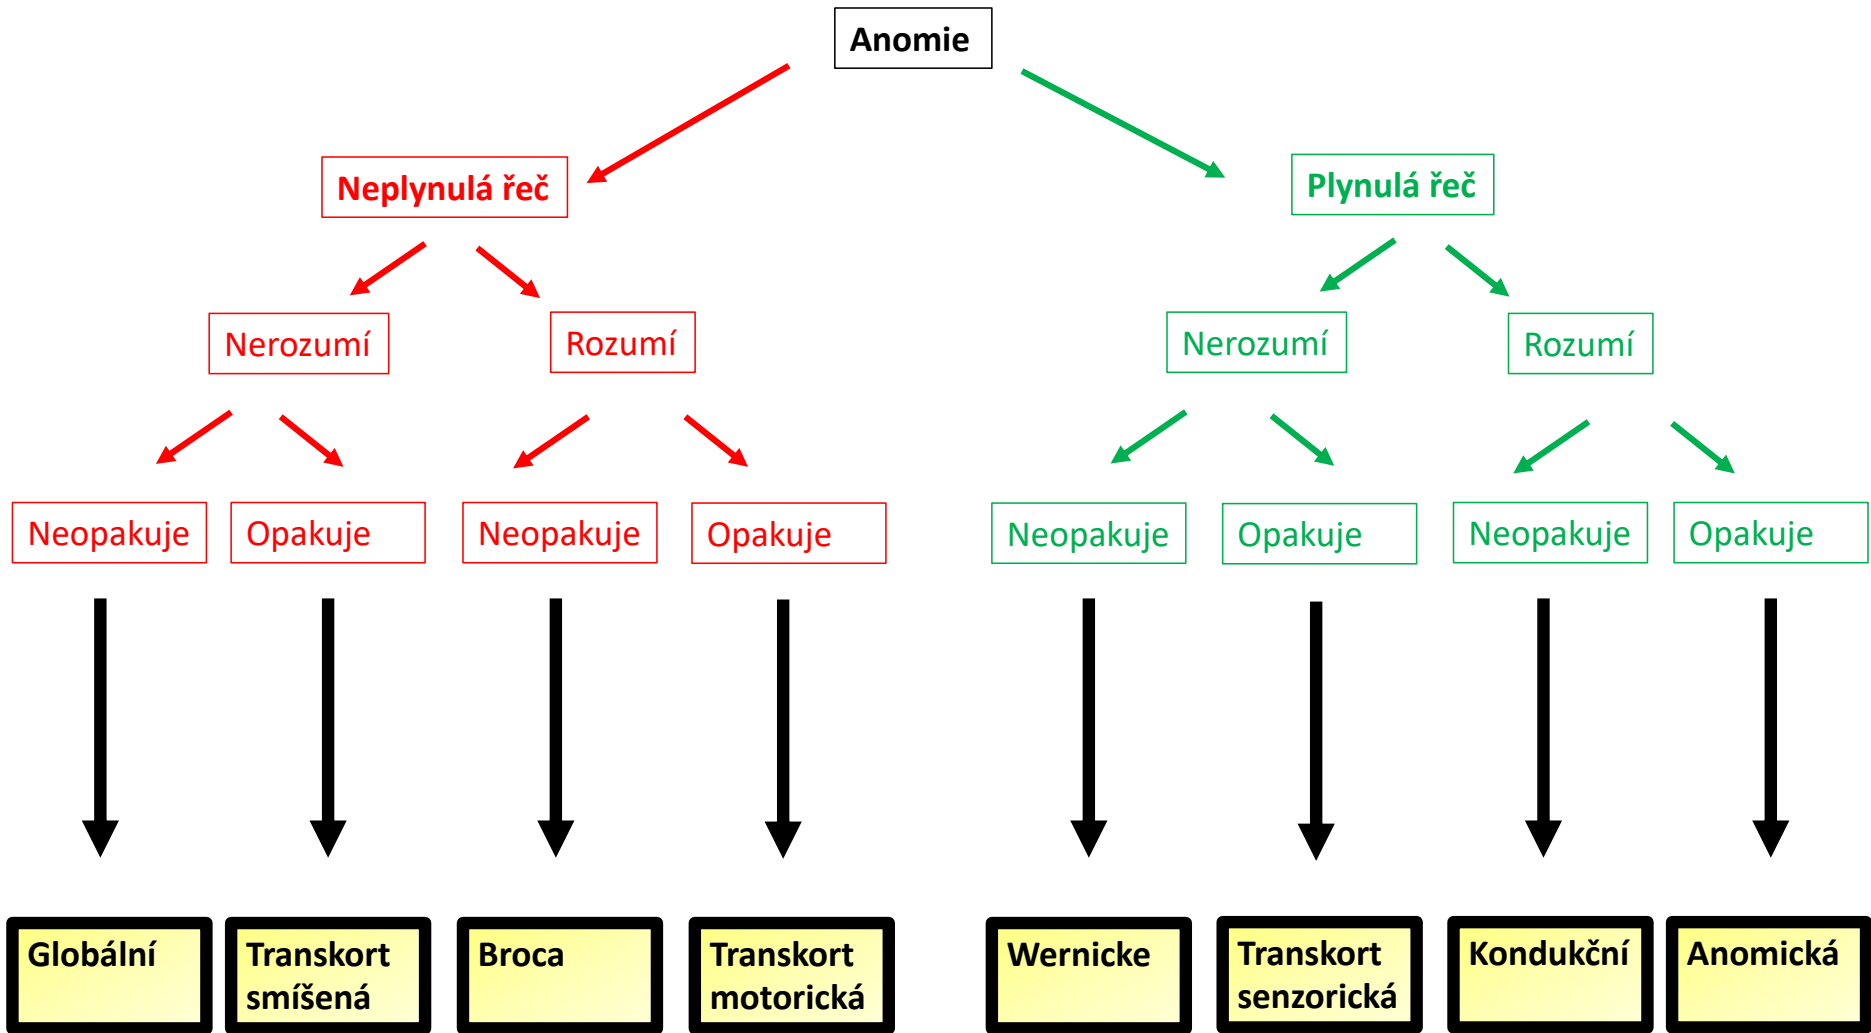 Anomie
Neplynulá řeč
Plynulá řeč
Nerozumí
Rozumí
Nerozumí
Rozumí
Neopakuje
Opakuje
Neopakuje
Opakuje
Neopakuje
Opakuje
Neopakuje
Opakuje
Globální
Transkort
smíšená
Broca
Transkort
motorická
Wernicke
Transkort
senzorická
Kondukční
Anomická